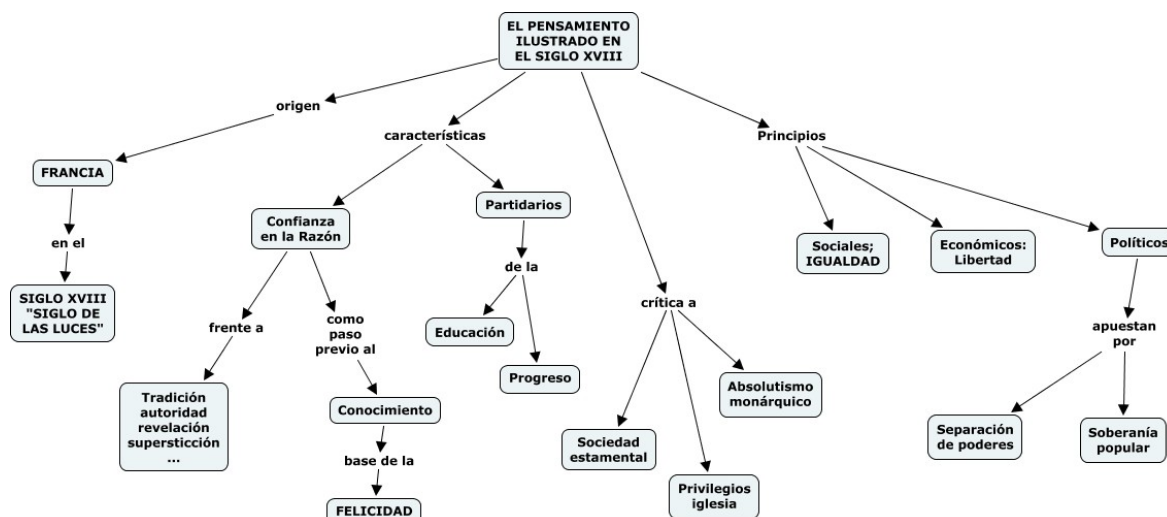 EL PENSAMIENTO
ILUSTRADO EN
EL SIGLO XVIII
origen
FRANCIA
en el
SIGLO XVIII
"SIGLO DE
LAS LUCES"
características
Confianza
en la Razón
frente a
Tradición
autoridad
revelación
supersticción
...
como
paso
previo al
Conocimiento
base de la
FELICIDAD
Partidarios
de la
Educación
Progreso
crítica a
Sociedad
estamental
Privilegios
iglesia
Absolutismo
monárquico
Principios
Sociales;
IGUALDAD
Económicos:
Libertad
Políticos
apuestan
por
Separación
de poderes
Soberanía
popular